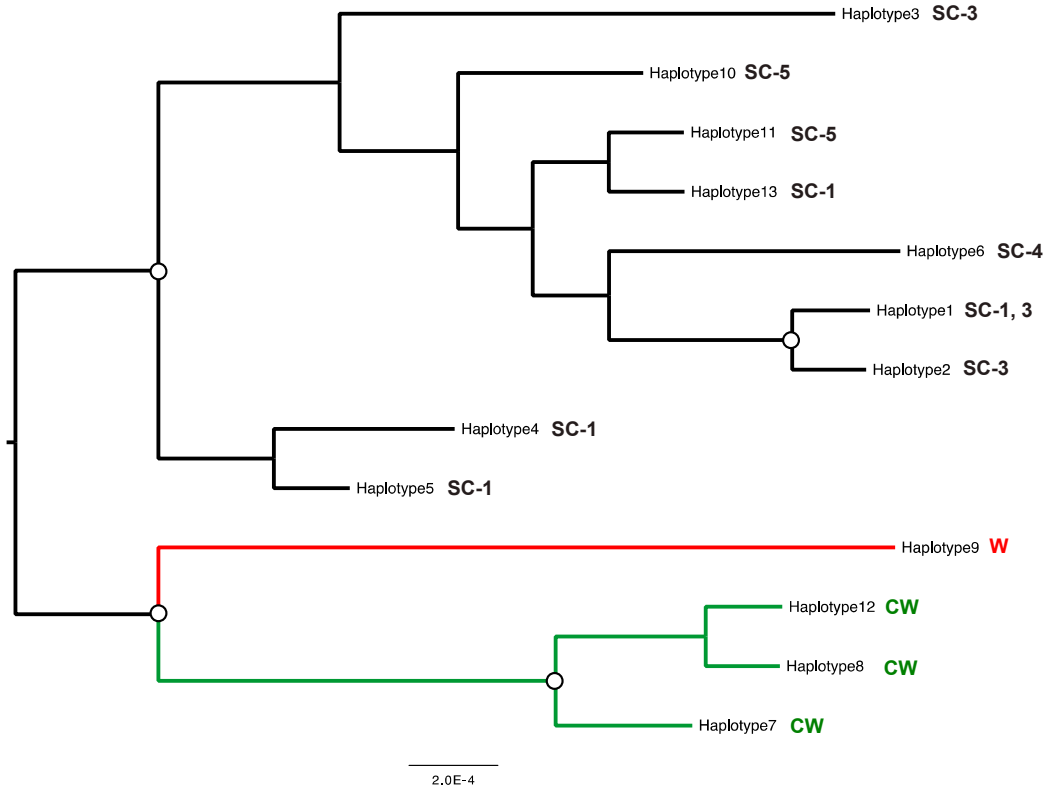 Haplotype3 SC-3
Haplotype10 SC-5
Haplotype11 SC-5
Haplotype13 SC-1
Haplotype6 SC-4
Haplotype1 SC-1, 3
Haplotype2 SC-3
Haplotype4 SC-1
Haplotype5 SC-1
Haplotype9 W
Haplotype12 CW
Haplotype8 CW
Haplotype7 CW
2.0E-4